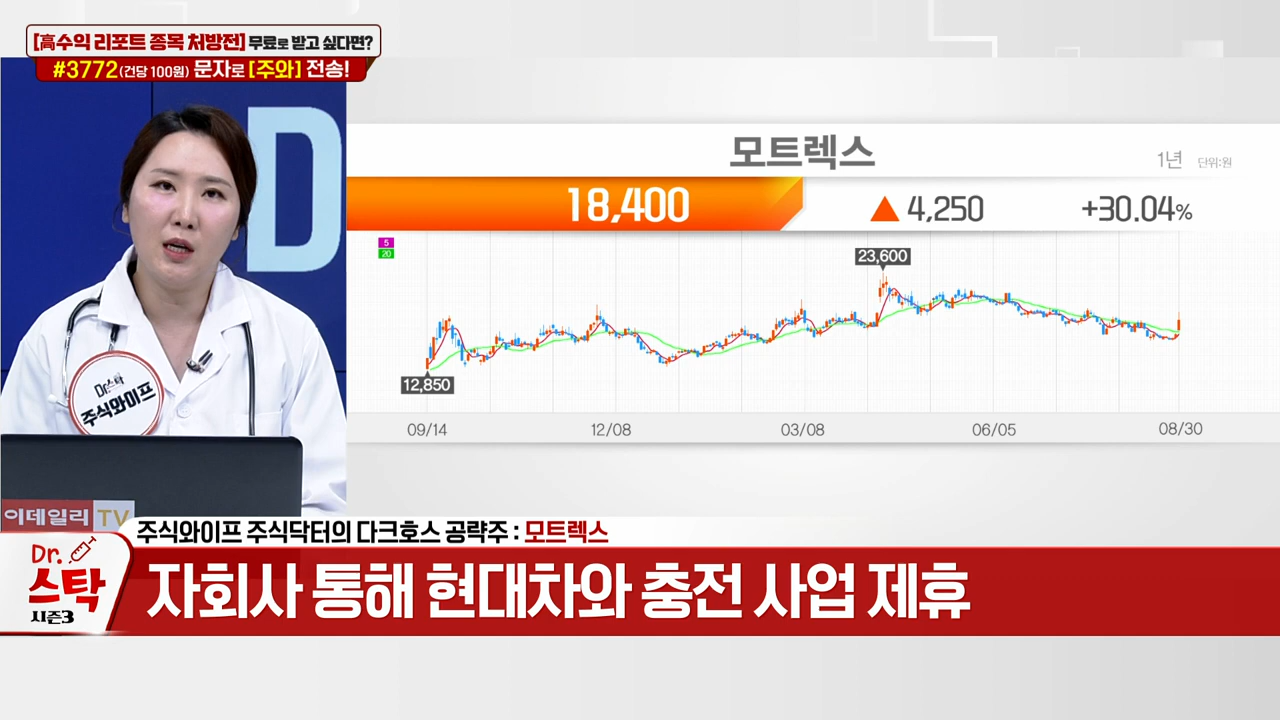 [高수익 리포트 종목 처방전] 무료로 받고 싶다면?
#3772(건당 100원) 문자로 [주와] 전송!
D
모트렉스
1년 단위:원
18,400 ▲ 4,250 +30.04%
5
20
23,600
12,850
09/14 12/08 03/08 06/05 08/30
Dr.스탁
주식와이프
이데일리 TV
주식와이프 주식닥터의 다크호스 공략주 : 모트렉스
Dr.
스탁
시즌3
자회사 통해 현대차와 충전 사업 제휴